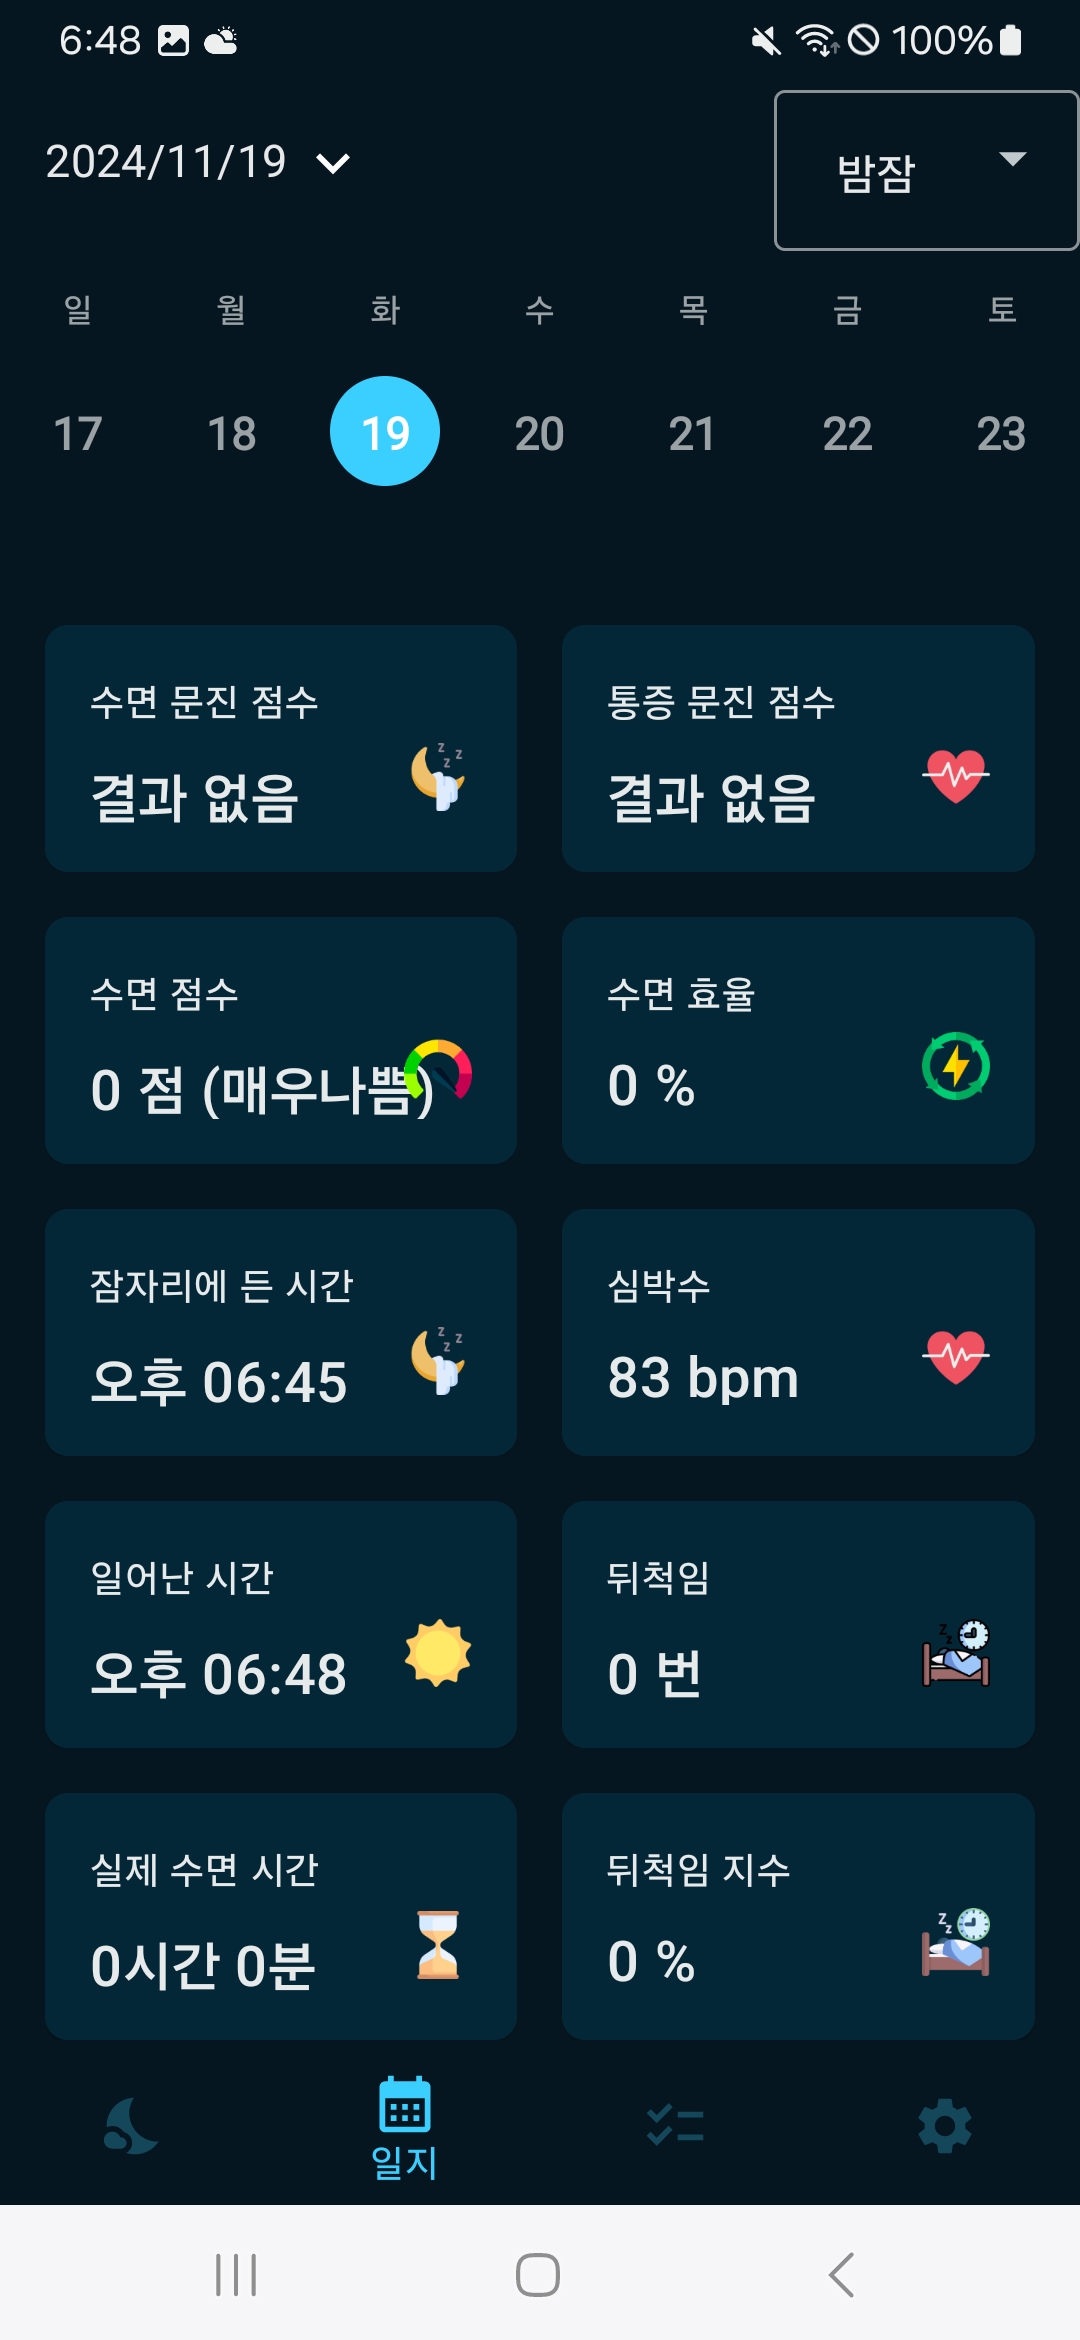 6:48 100%
2024/11/19 밤잠
일 월 화 수 목 금 토
17 18 19 20 21 22 23
수면 문진 점수
결과 없음
통증 문진 점수
결과 없음
수면 점수
0 점 (매우나쁨)
수면 효율
0 %
잠자리에 든 시간
오후 06:45
심박수
83 bpm
일어난 시간
오후 06:48
뒤척임
0 번
실제 수면 시간
0시간 0분
뒤척임 지수
0 %
일지